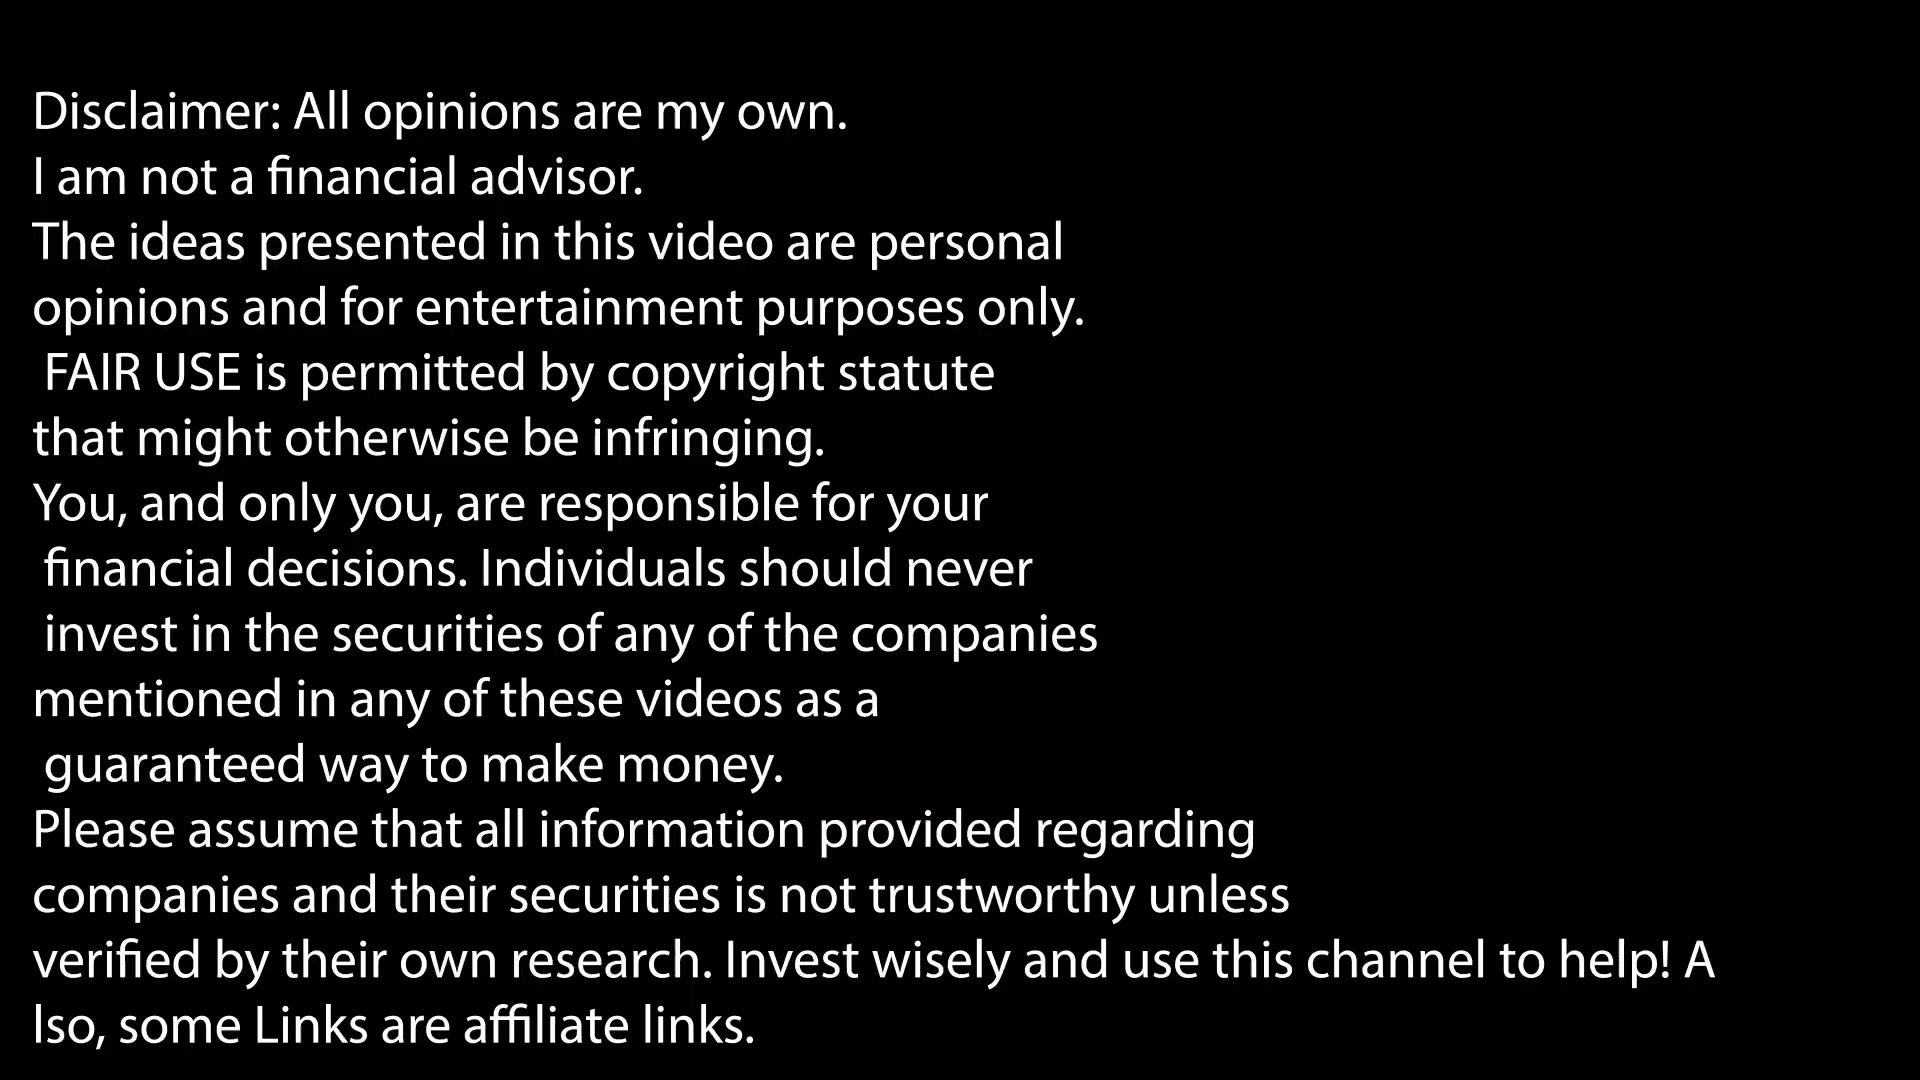 Disclaimer: All opinions are my own.
I am not a financial advisor.
The ideas presented in this video are personal
opinions and for entertainment purposes only.
FAIR USE is permitted by copyright statute
that might otherwise be infringing.
You, and only you, are responsible for your
financial decisions. Individuals should never
invest in the securities of any of the companies
mentioned in any of these videos as a
guaranteed way to make money.
Please assume that all information provided regarding
companies and their securities is not trustworthy unless
verified by their own research. Invest wisely and use this channel to help! A
lso, some Links are affiliate links.